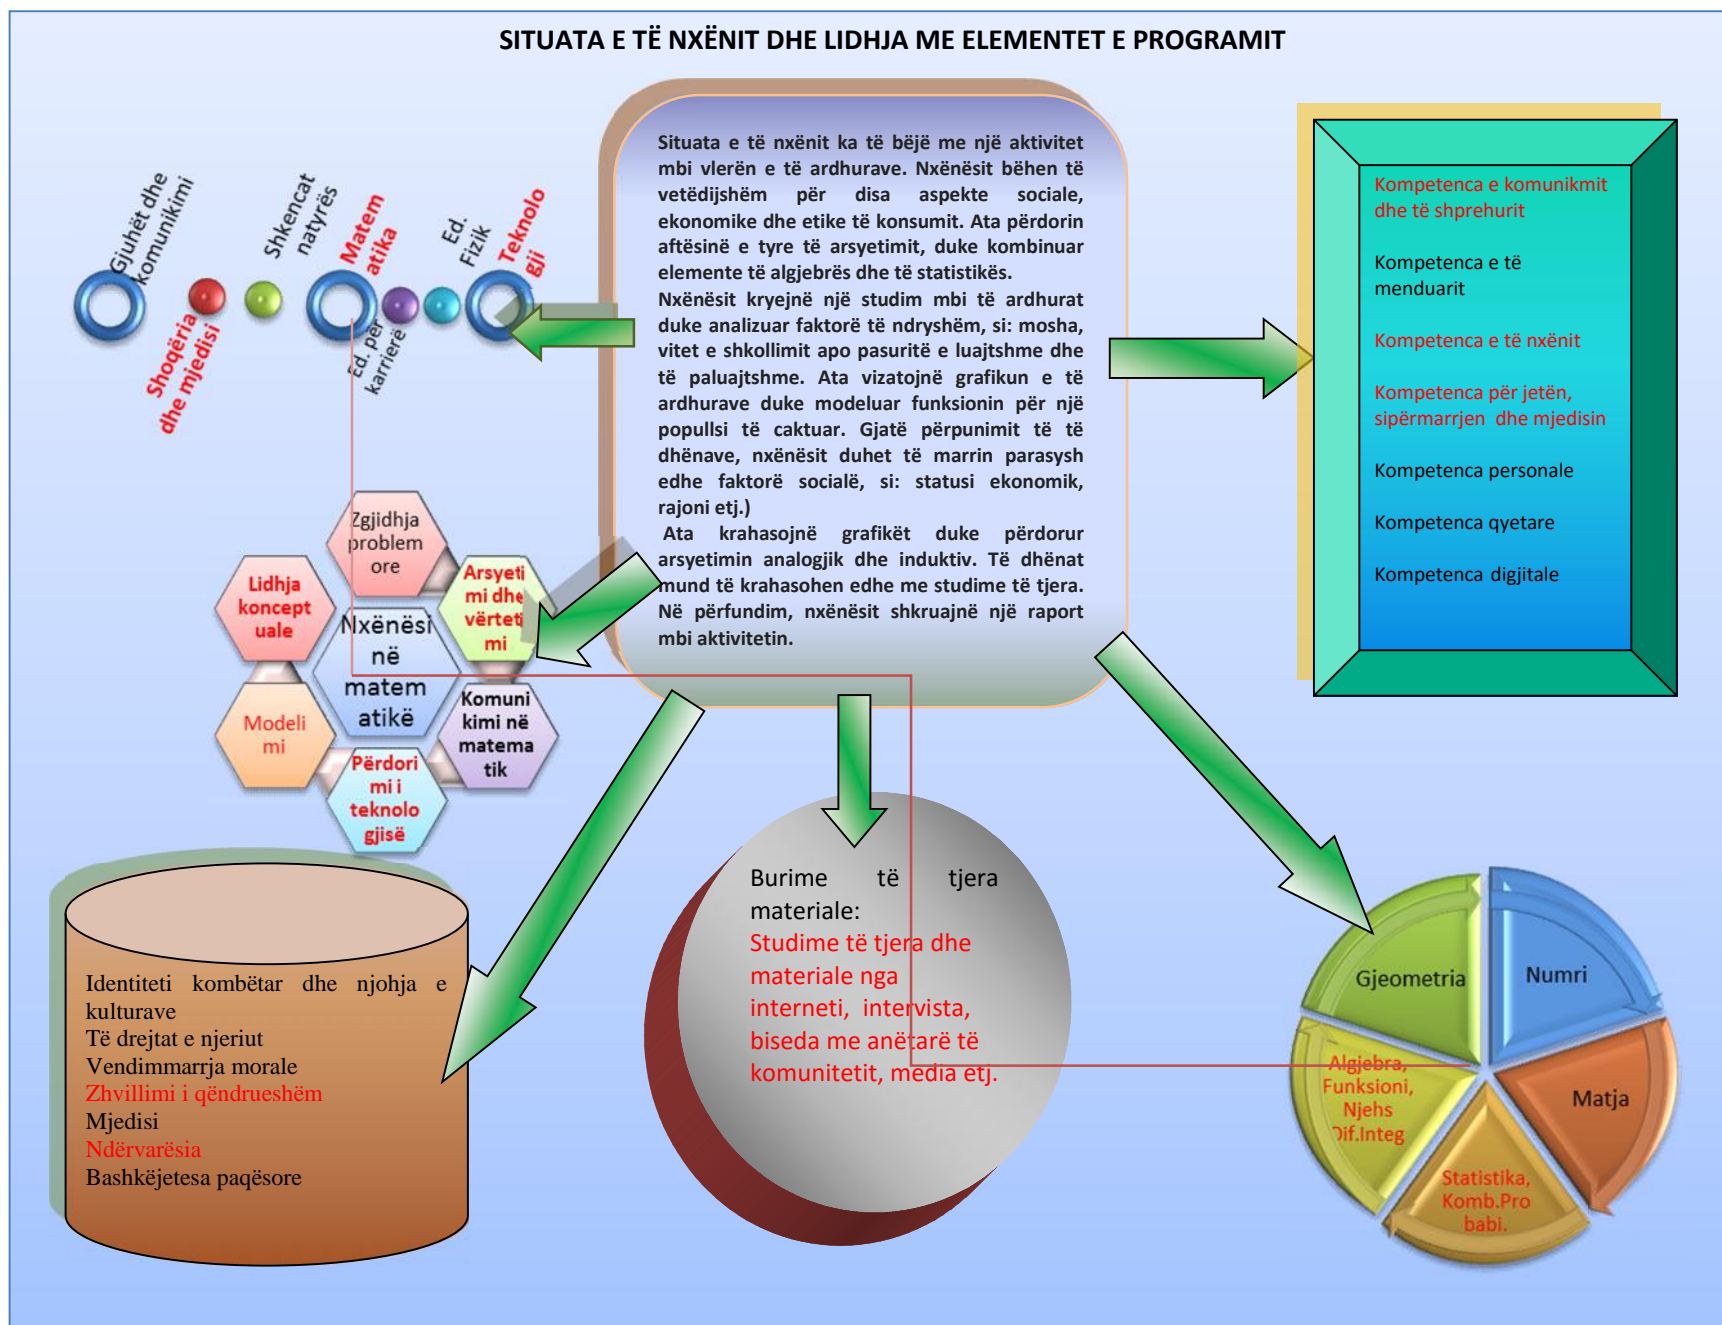 SITUATA E TË NXËNIT DHE LIDHJA ME ELEMENTET E PROGRAMIT
Gjuhët dhe
komunikimi
Shoqëria
dhe mjedisi
Shkencat
natyrës
Matem
atika
Ed. për
karrierë
Ed.
Fizik
Teknolo
gji
Situata e të nxënit ka të bëjë me një aktivitet
mbi vlerën e të ardhurave. Nxënësit bëhen të
vetëdijshëm për disa aspekte sociale,
ekonomike dhe etike të konsumit. Ata përdorin
aftësinë e tyre të arsyetimit, duke kombinuar
elemente të algjebrës dhe të statistikës.
Nxënësit kryejnë një studim mbi të ardhurat
duke analizuar faktorë të ndryshëm, si: mosha,
vitet e shkollimit apo pasuritë e luajtshme dhe
të paluajtshme. Ata vizatojnë grafikun e të
ardhurave duke modeluar funksionin për një
popullsi të caktuar. Gjatë përpunimit të të
dhënave, nxënësit duhet të marrin parasysh
edhe faktorë socialë, si: statusi ekonomik,
rajoni etj.)
Ata krahasojnë grafikët duke përdorur
arsyetimin analogjik dhe induktiv. Të dhënat
mund të krahasohen edhe me studime të tjera.
Në përfundim, nxënësit shkruajnë një raport
mbi aktivitetin.
Kompetenca e komunikmit
dhe të shprehurit
Kompetenca e të
menduarit
Kompetenca e të nxënit
Kompetenca për jetën,
sipërmarrjen dhe mjedisin
Kompetenca personale
Kompetenca qyetare
Kompetenca digjitale
Zgjidhja
problem
ore
Arsyeti
mi dhe
vërteti
mi
Lidhja
koncept
uale
Nxënësi
në
matem
atikë
Komuni
kimi në
matema
tik
Modeli
mi
Përdori
mi i
teknolo
gjisë
Identiteti kombëtar dhe njohja e
kulturave
Të drejtat e njeriut
Vendimmarrja morale
Zhvillimi i qëndrueshëm
Mjedisi
Ndërvarësia
Bashkëjetesa paqësore
Burime të tjera
materiale:
Studime të tjera dhe
materiale nga
interneti, intervista,
biseda me anëtarë të
komunitetit, media etj.
Gjeometria
Numri
Algjebra,
Funksioni,
Njehs
Dif.Integ
Matja
Statistika,
Komb.Pro
babi.